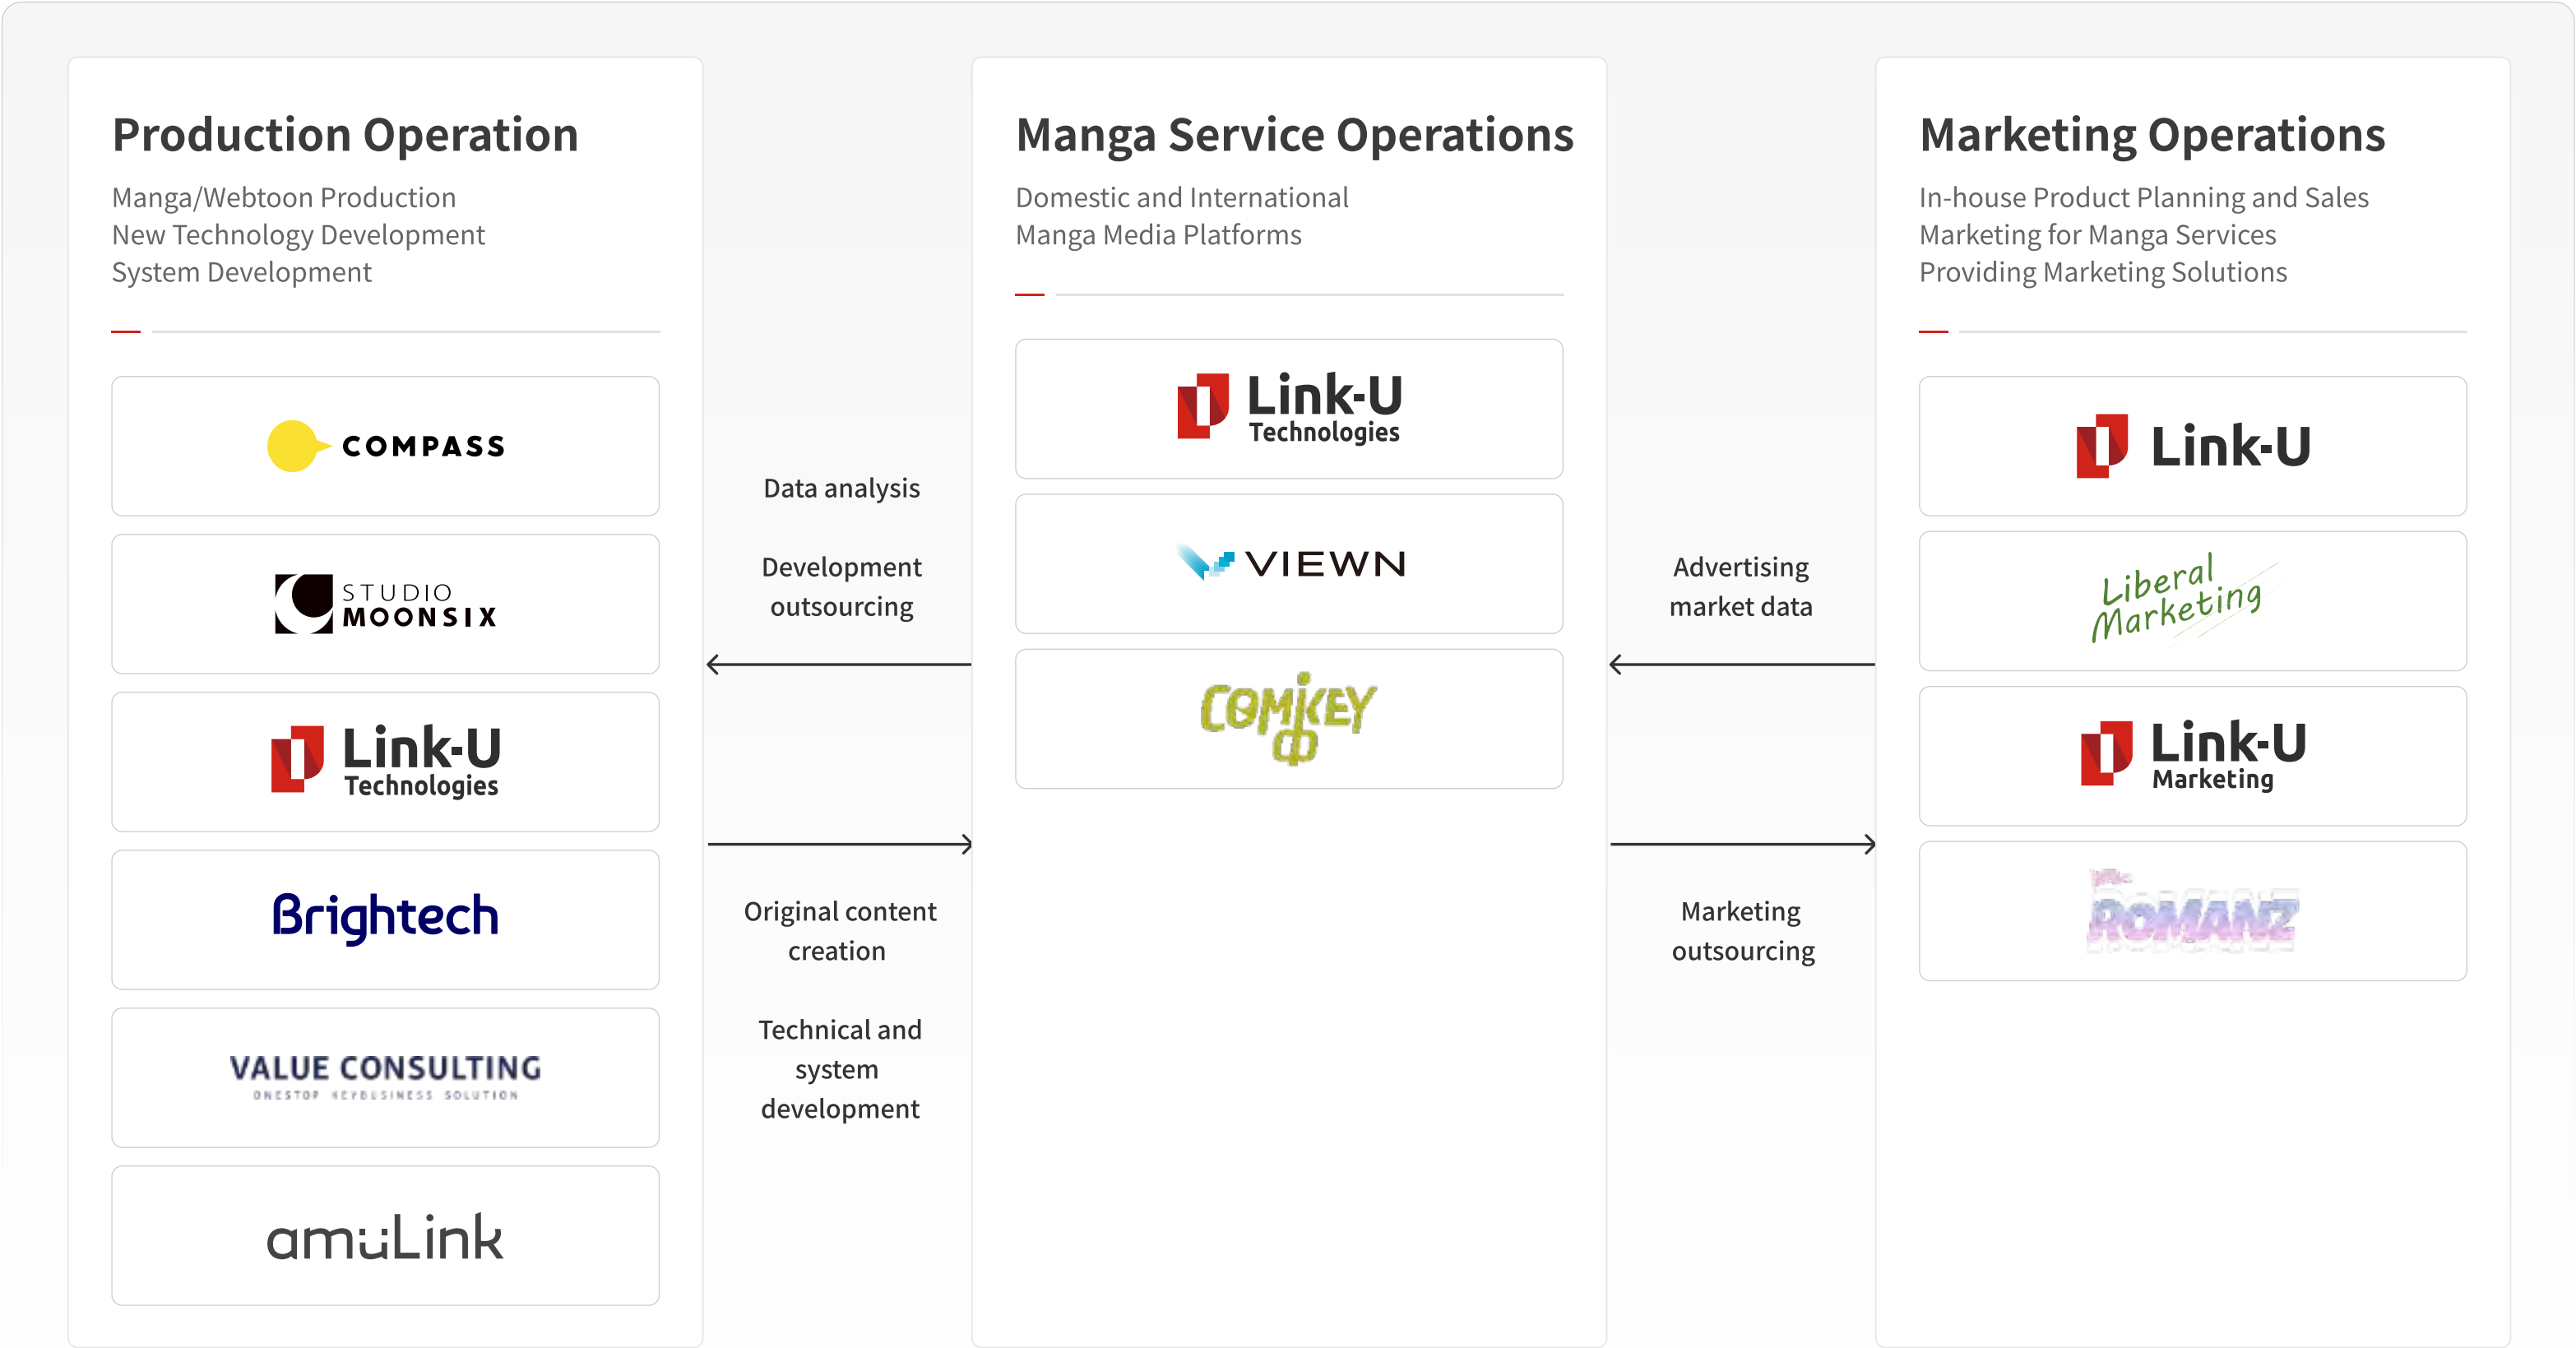 Production Operation
Manga/Webtoon Production
New Technology Development
System Development
COMPASS
STUDIO
MOONSIX
Link-U
Technologies
Brightech
VALUE CONSULTING
ONESTOP KEYBUSINESS SOLUTION
amuLink
Data analysis
Development
outsourcing
Original content
creation
Technical and
system
development
Manga Service Operations
Domestic and International
Manga Media Platforms
Link-U
Technologies
VIEWN
COMIKEY
Advertising
market data
Marketing
outsourcing
Marketing Operations
In-house Product Planning and Sales
Marketing for Manga Services
Providing Marketing Solutions
Link-U
Liberal
Marketing
Link-U
Marketing
ROMANZ